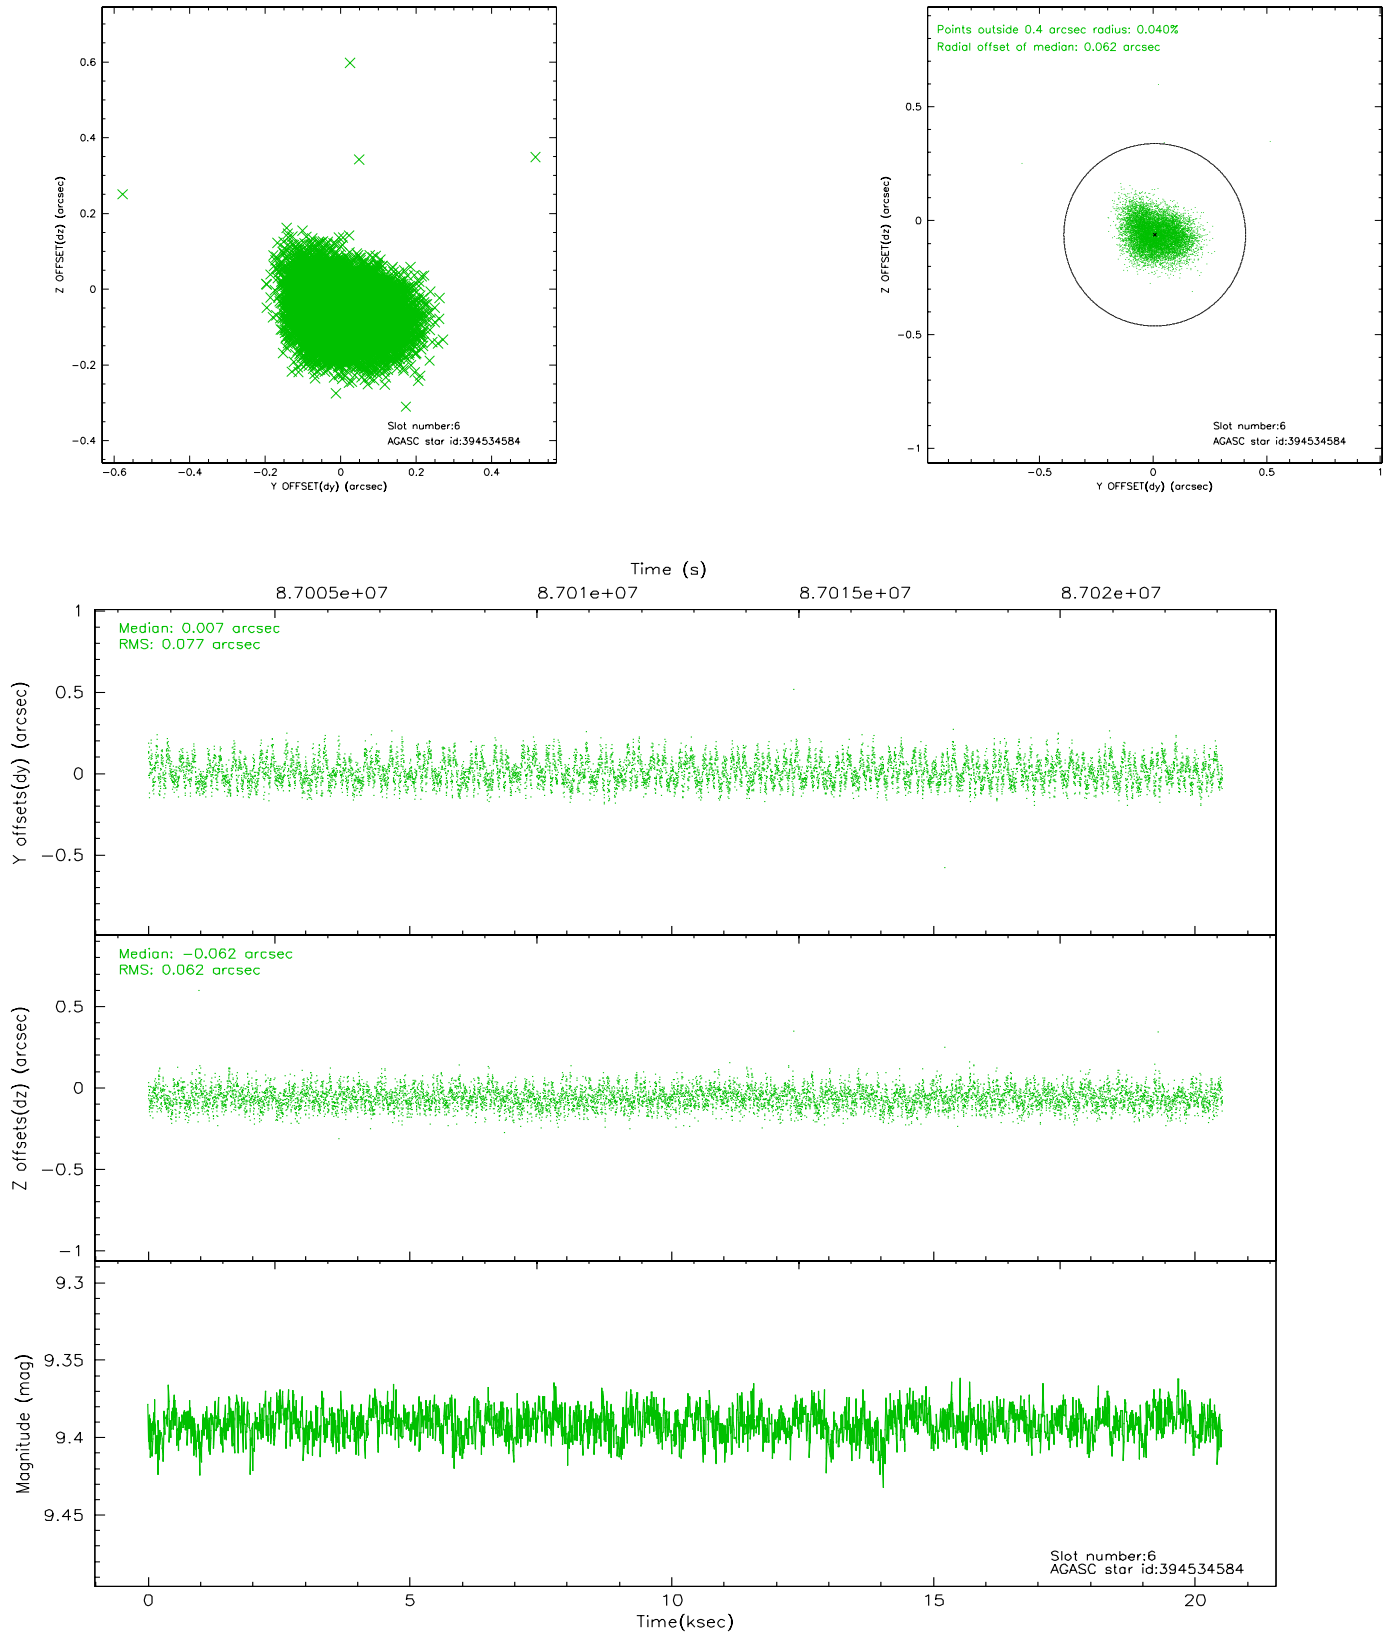 0.6
0.4
0.2
0
−0.2
−0.4
Z OFFSET(dz) (arcsec)
Slot number:6
AGASC star id:394534584
−0.6 −0.4 −0.2 0 0.2 0.4
Y OFFSET(dy) (arcsec)
Points outside 0.4 arcsec radius: 0.040%
Radial offset of median: 0.062 arcsec
0.5
0
−0.5
−1
Z OFFSET(dz) (arcsec)
Slot number:6
AGASC star id:394534584
−0.5 0 0.5 1
Y OFFSET(dy) (arcsec)
Time (s)
8.7005e+07 8.701e+07 8.7015e+07 8.702e+07
Median: 0.007 arcsec
RMS: 0.077 arcsec
1
0.5
0
−0.5
Y offsets(dy) (arcsec)
Median: −0.062 arcsec
RMS: 0.062 arcsec
0.5
0
−0.5
−1
Z offsets(dz) (arcsec)
9.3
9.35
9.4
9.45
Magnitude (mag)
Slot number:6
AGASC star id:394534584
0 5 10 15 20
Time(ksec)